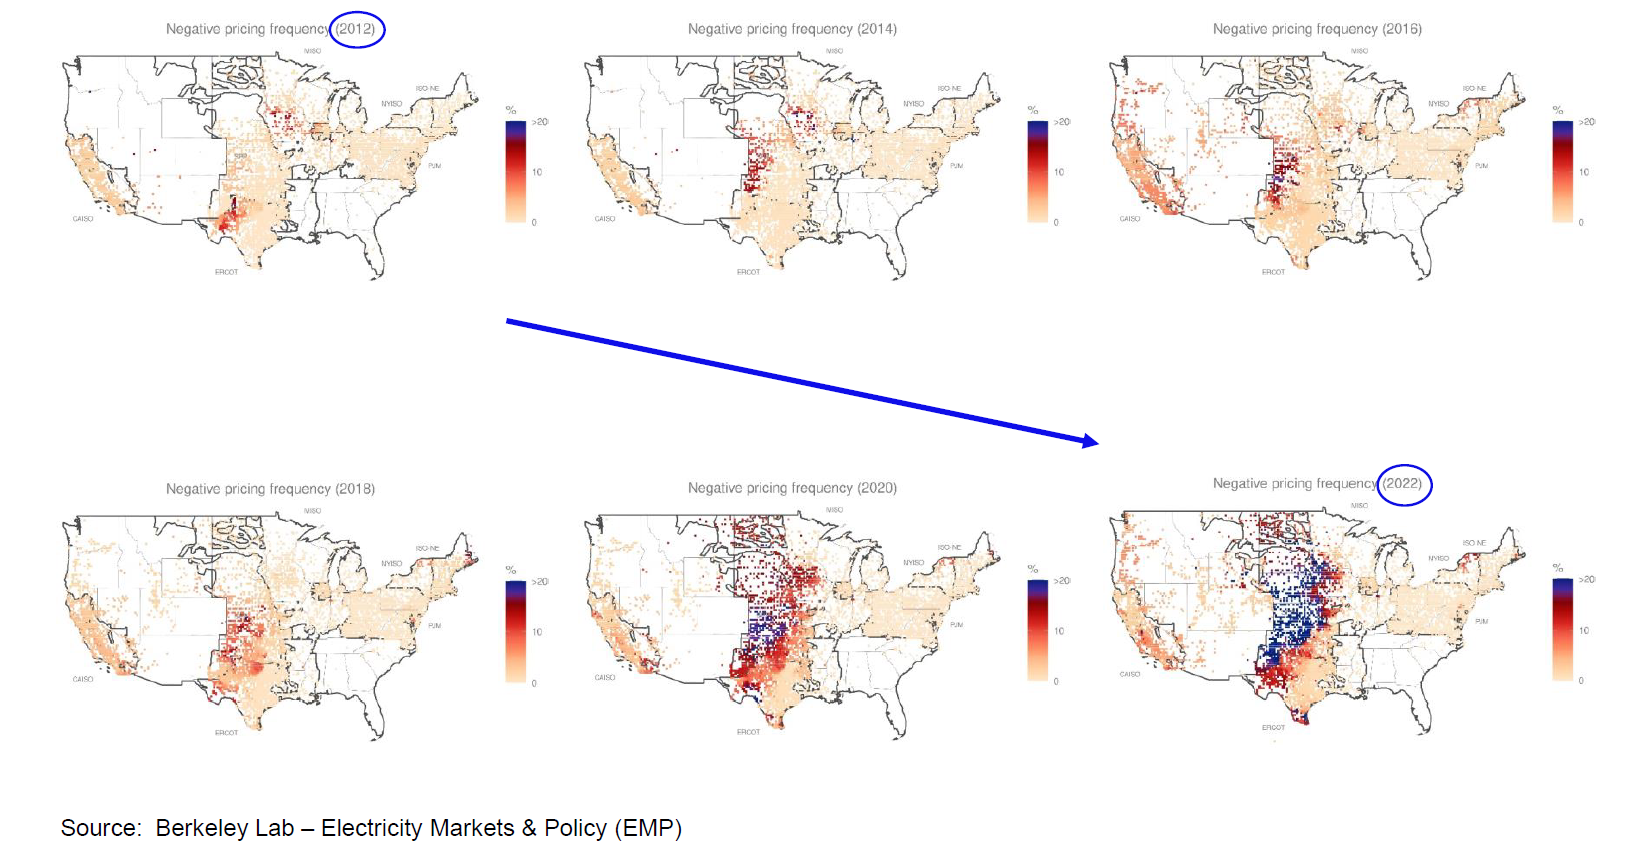 Negative pricing frequency (2012)
MISO
ISO-NE
NYISO
PJM
SPP
CAISO
ERCOT
%
>20
10
0
Negative pricing frequency (2014)
MISO
ISO-NE
NYISO
PJM
CAISO
ERCOT
%
>20
10
0
Negative pricing frequency (2016)
MISO
ISO-NE
NYISO
PJM
CAISO
ERCOT
%
>20
10
0
Negative pricing frequency (2018)
MISO
ISO-NE
NYISO
PJM
CAISO
ERCOT
%
>20
10
0
Negative pricing frequency (2020)
MISO
ISO-NE
NYISO
PJM
CAISO
ERCOT
%
>20
10
0
Negative pricing frequency (2022)
MISO
ISO-NE
NYISO
PJM
CAISO
ERCOT
%
>20
10
0
Source: Berkeley Lab – Electricity Markets & Policy (EMP)